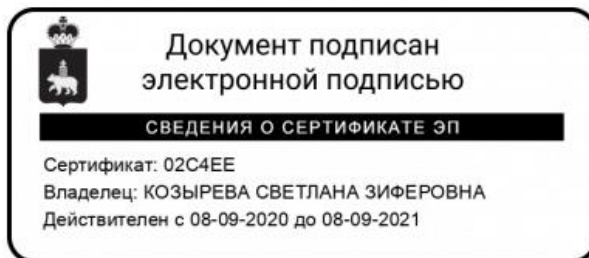 Документ подписан
электронной подписью
СВЕДЕНИЯ О СЕРТИФИКАТЕ ЭП
Сертификат: 02C4EE
Владелец: КОЗЫРЕВА СВЕТЛАНА ЗИФЕРОВНА
Действителен с 08-09-2020 до 08-09-2021